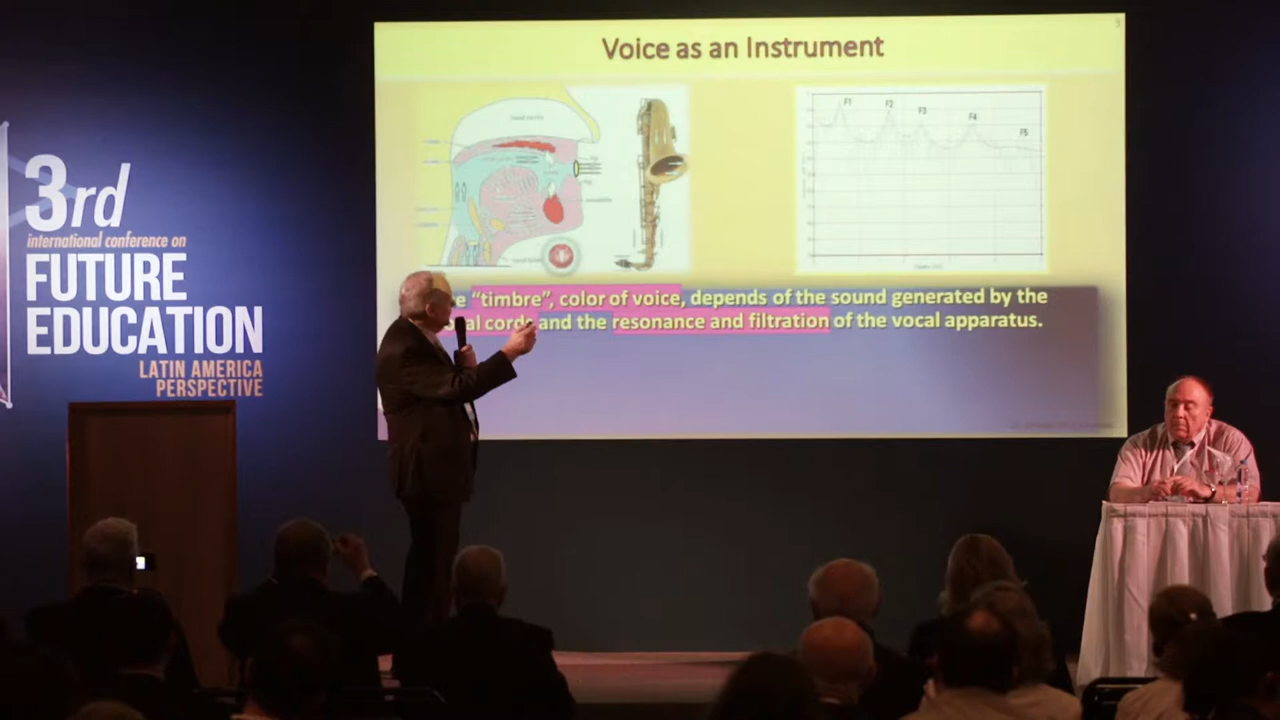 3rd
international conference on
FUTURE
EDUCATION
LATIN AMERICA
PERSPECTIVE
Voice as an Instrument
F1
F2
F3
F4
F5
"timbre", color of voice, depends of the sound generated by the
and the resonance and filtration of the vocal apparatus.